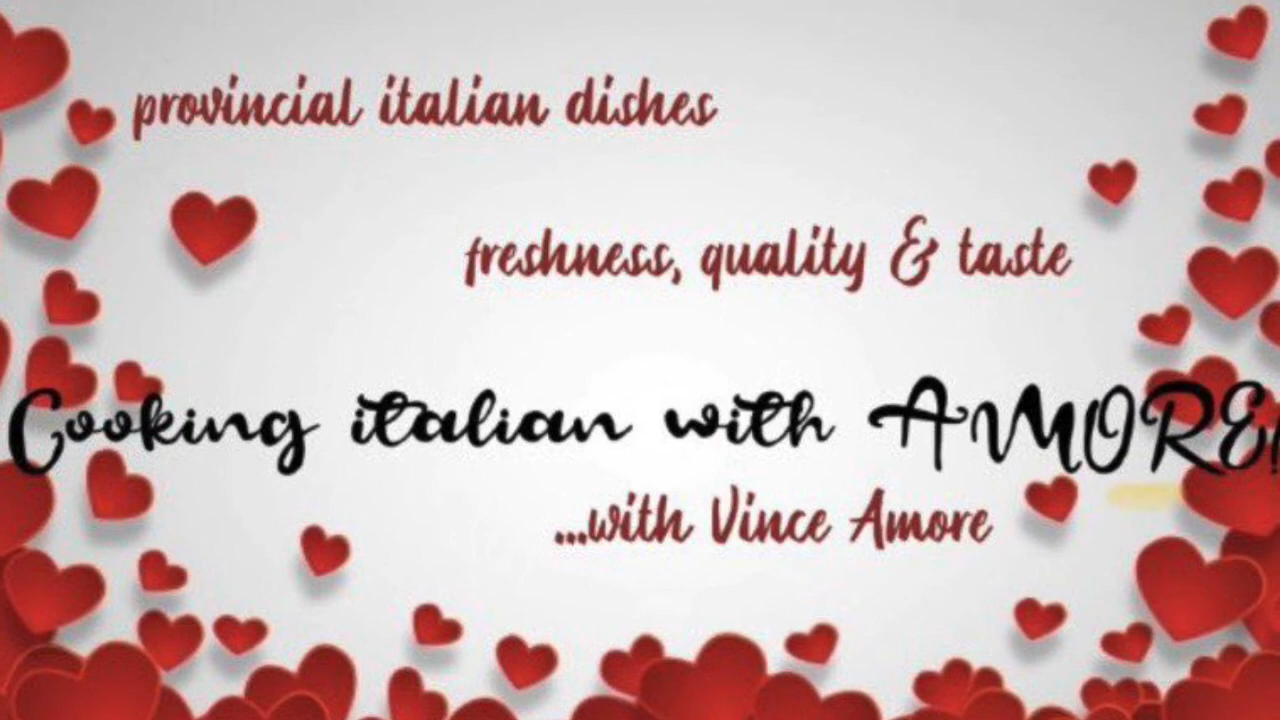 provincial italian dishes
freshness, quality & taste
Cooking italian with AMORE!
...with Vince Amore